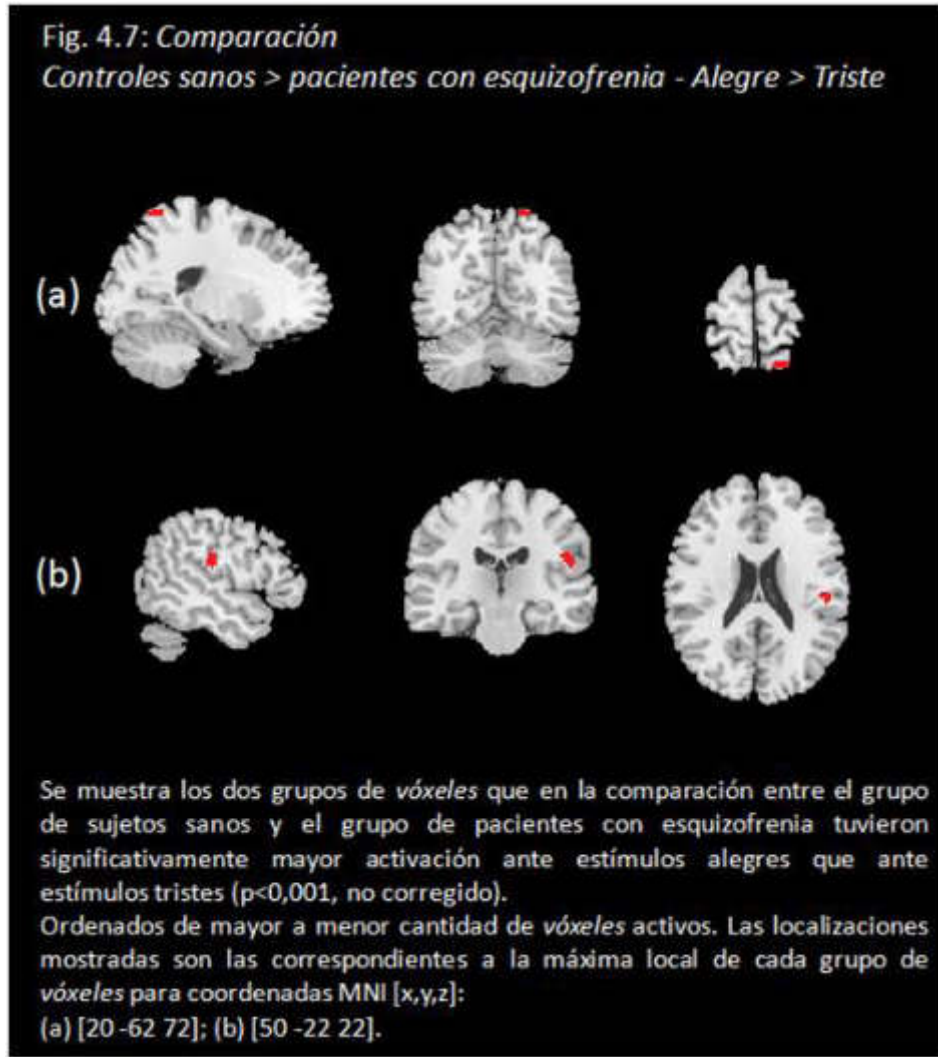 Fig. 4.7: Comparación
Controles sanos > pacientes con esquizofrenia - Alegre > Triste
(a)
(b)
Se muestra los dos grupos de vóxeles que en la comparación entre el grupo
de sujetos sanos y el grupo de pacientes con esquizofrenia tuvieron
significativamente mayor activación ante estímulos alegres que ante
estímulos tristes (p<0,001, no corregido).
Ordenados de mayor a menor cantidad de vóxeles activos. Las localizaciones
mostradas son las correspondientes a la máxima local de cada grupo de
vóxeles para coordenadas MNI [x,y,z]:
(a) [20 -62 72]; (b) [50 -22 22].